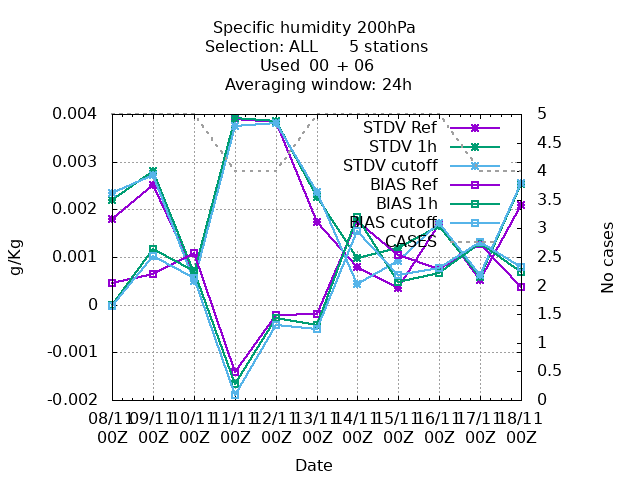 Specific humidity 200hPa
Selection: ALL 5 stations
Used 00 + 06
Averaging window: 24h
0.004
0.003
0.002
0.001
0
-0.001
-0.002
g/Kg
5
4.5
4
3.5
3
2.5
2
1.5
1
0.5
0
No cases
STDV Ref
STDV 1h
STDV cutoff
BIAS Ref
BIAS 1h
BIAS cutoff
CASES
08/11 09/11 10/11 11/11 12/11 13/11 14/11 15/11 16/11 17/11 18/11
00Z 00Z 00Z 00Z 00Z 00Z 00Z 00Z 00Z 00Z 00Z
Date